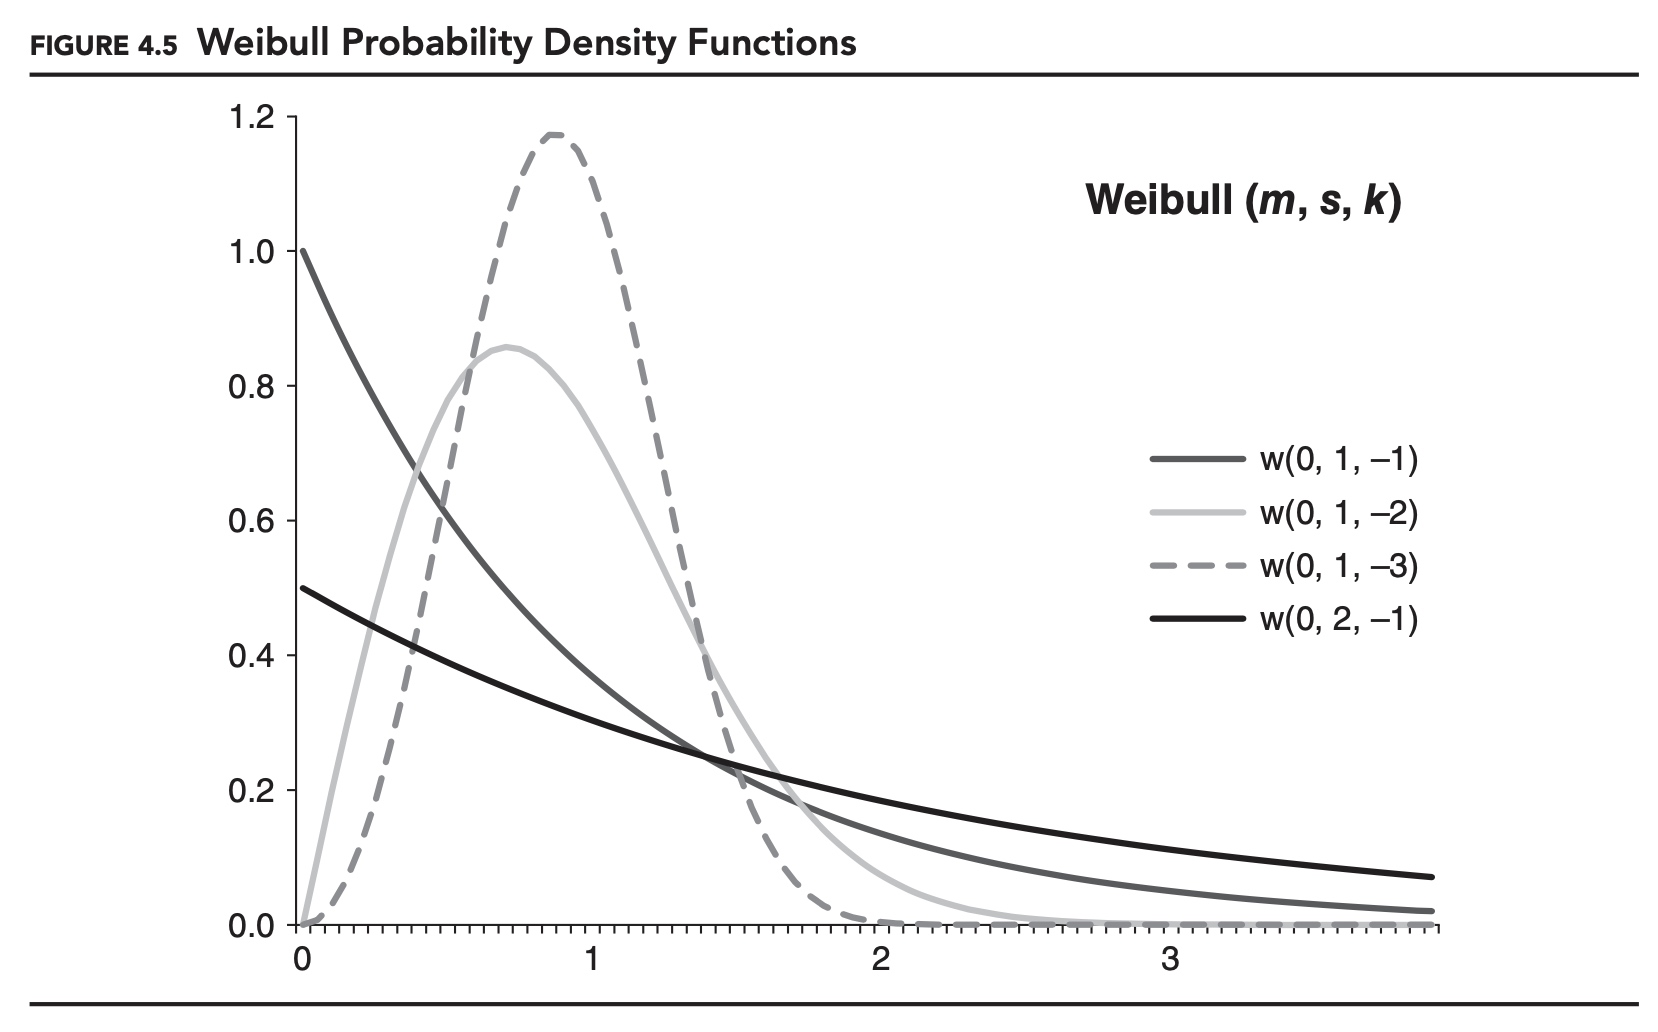 FIGURE 4.5 Weibull Probability Density Functions
1.2
Weibull (m, s, k)
1.0
0.8
w(0, 1, –1)
w(0, 1, –2)
0.6
w(0, 1, –3)
w(0, 2, –1)
0.4
0.2
0.0
0 1 2 3